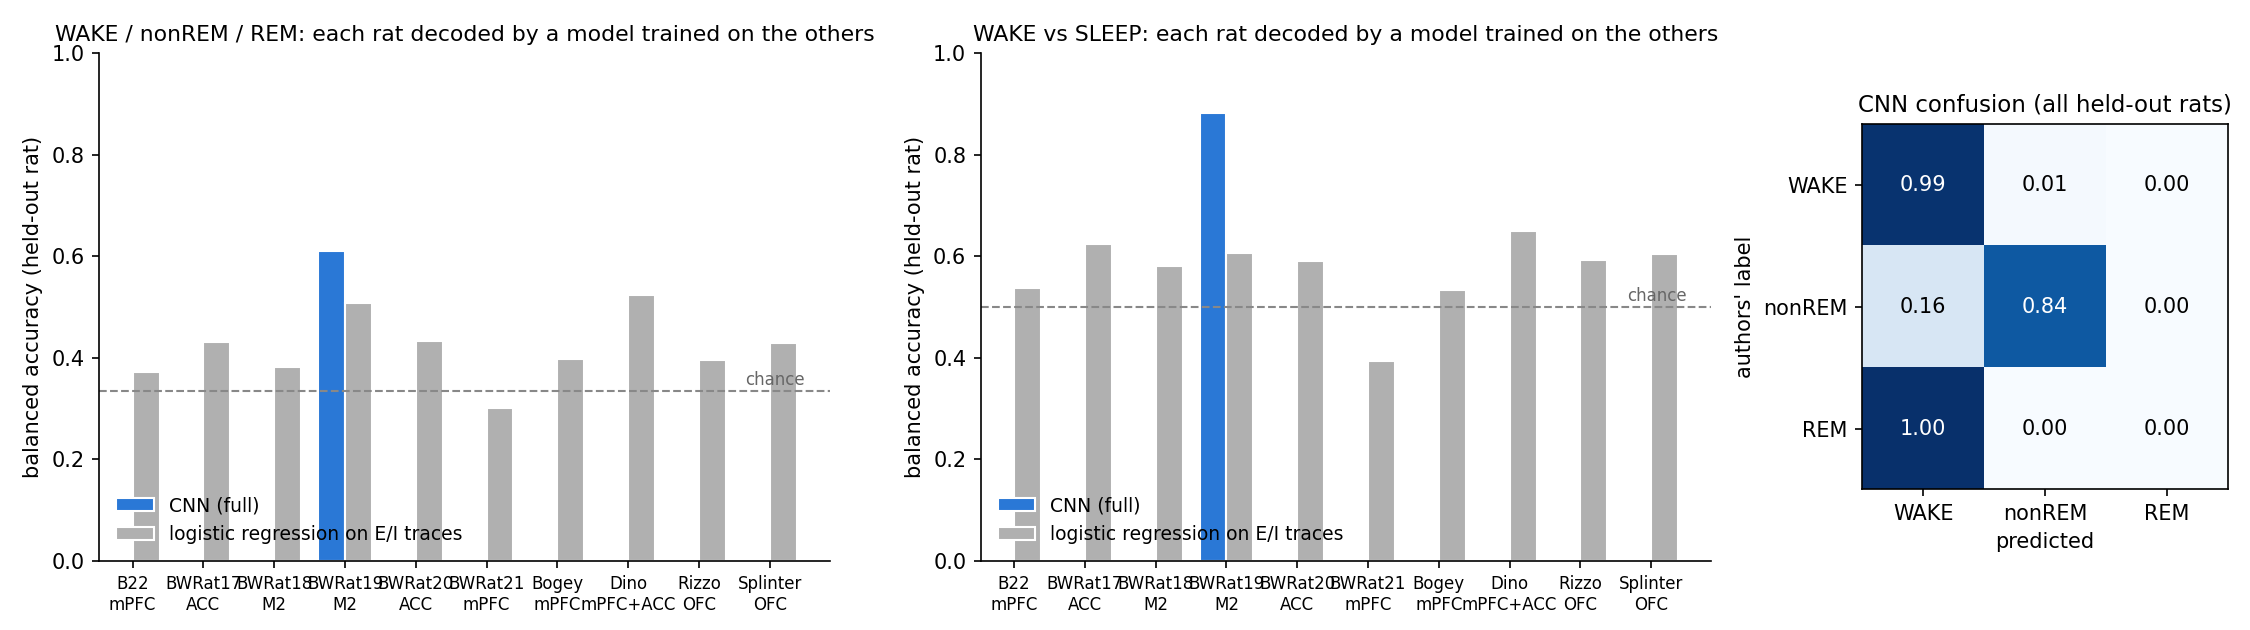 WAKE / nonREM / REM: each rat decoded by a model trained on the others
balanced accuracy (held-out rat)
1.0
0.8
0.6
0.4
0.2
0.0
chance
CNN (full)
logistic regression on E/I traces
B22 BWRat17 BWRat18 BWRat19 BWRat20 BWRat21 Bogey Dino Rizzo Splinter
mPFC ACC M2 M2 ACC mPFC mPFC mPFC+ACC OFC OFC
WAKE vs SLEEP: each rat decoded by a model trained on the others
balanced accuracy (held-out rat)
1.0
0.8
0.6
0.4
0.2
0.0
chance
CNN (full)
logistic regression on E/I traces
B22 BWRat17 BWRat18 BWRat19 BWRat20 BWRat21 Bogey Dino Rizzo Splinter
mPFC ACC M2 M2 ACC mPFC mPFC mPFC+ACC OFC OFC
CNN confusion (all held-out rats)
authors' label
WAKE 0.99 0.01 0.00
nonREM 0.16 0.84 0.00
REM 1.00 0.00 0.00
WAKE nonREM REM
predicted